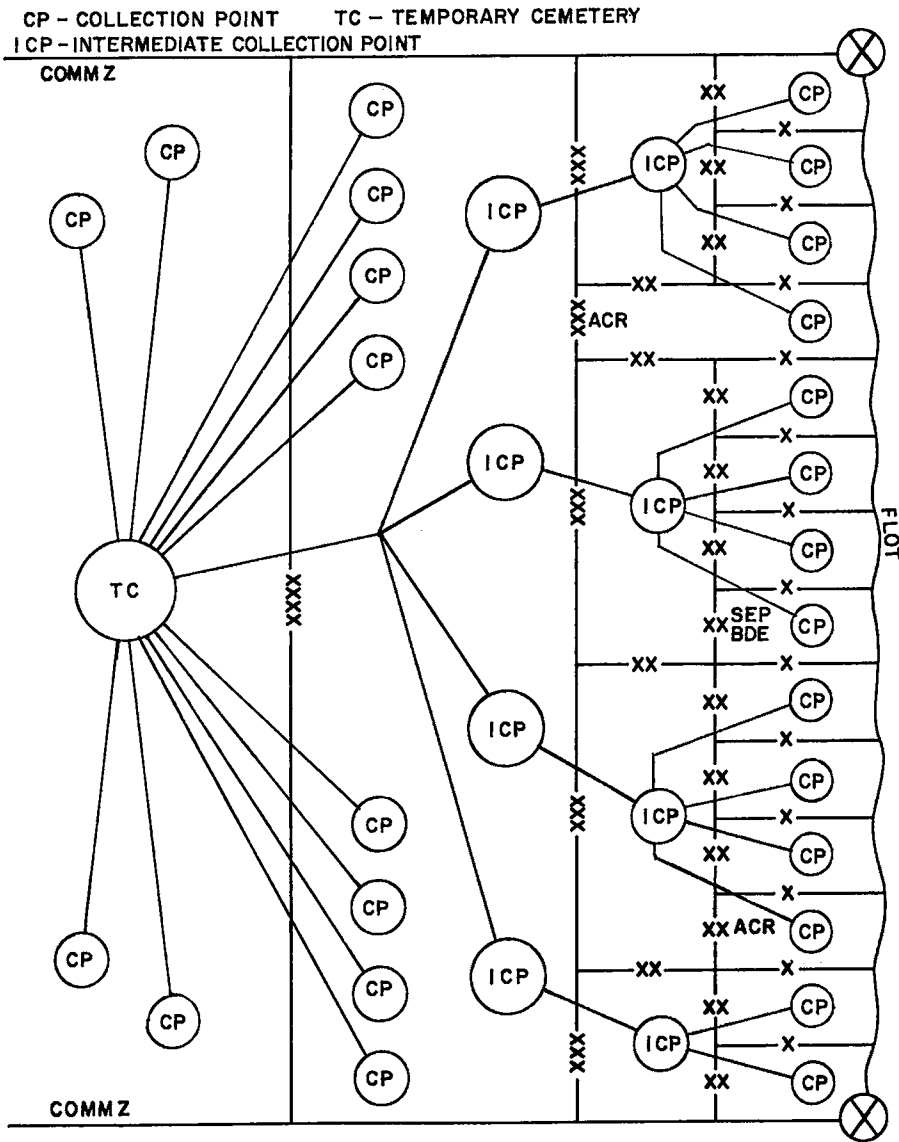 CP – COLLECTION POINT TC – TEMPORARY CEMETERY
ICP – INTERMEDIATE COLLECTION POINT
COMMZ
XX
CP
CP
X
CP
XXX
ICP
XX
CP
CP
X
ICP
CP
XX
CP
CP
XX
X
XXX
ACR
CP
CP
XX
X
XX
CP
X
ICP
XX
CP
XXX
ICP
X
FLOT
XX
CP
TC
XXXX
X
XX
SEP
BDE
CP
XX
X
XX
CP
ICP
X
XX
CP
CP
XXX
ICP
X
XX
CP
X
CP
XX
ACR
CP
CP
ICP
XX
X
CP
XX
CP
CP
XXX
ICP
X
CP
XX
CP
COMMZ